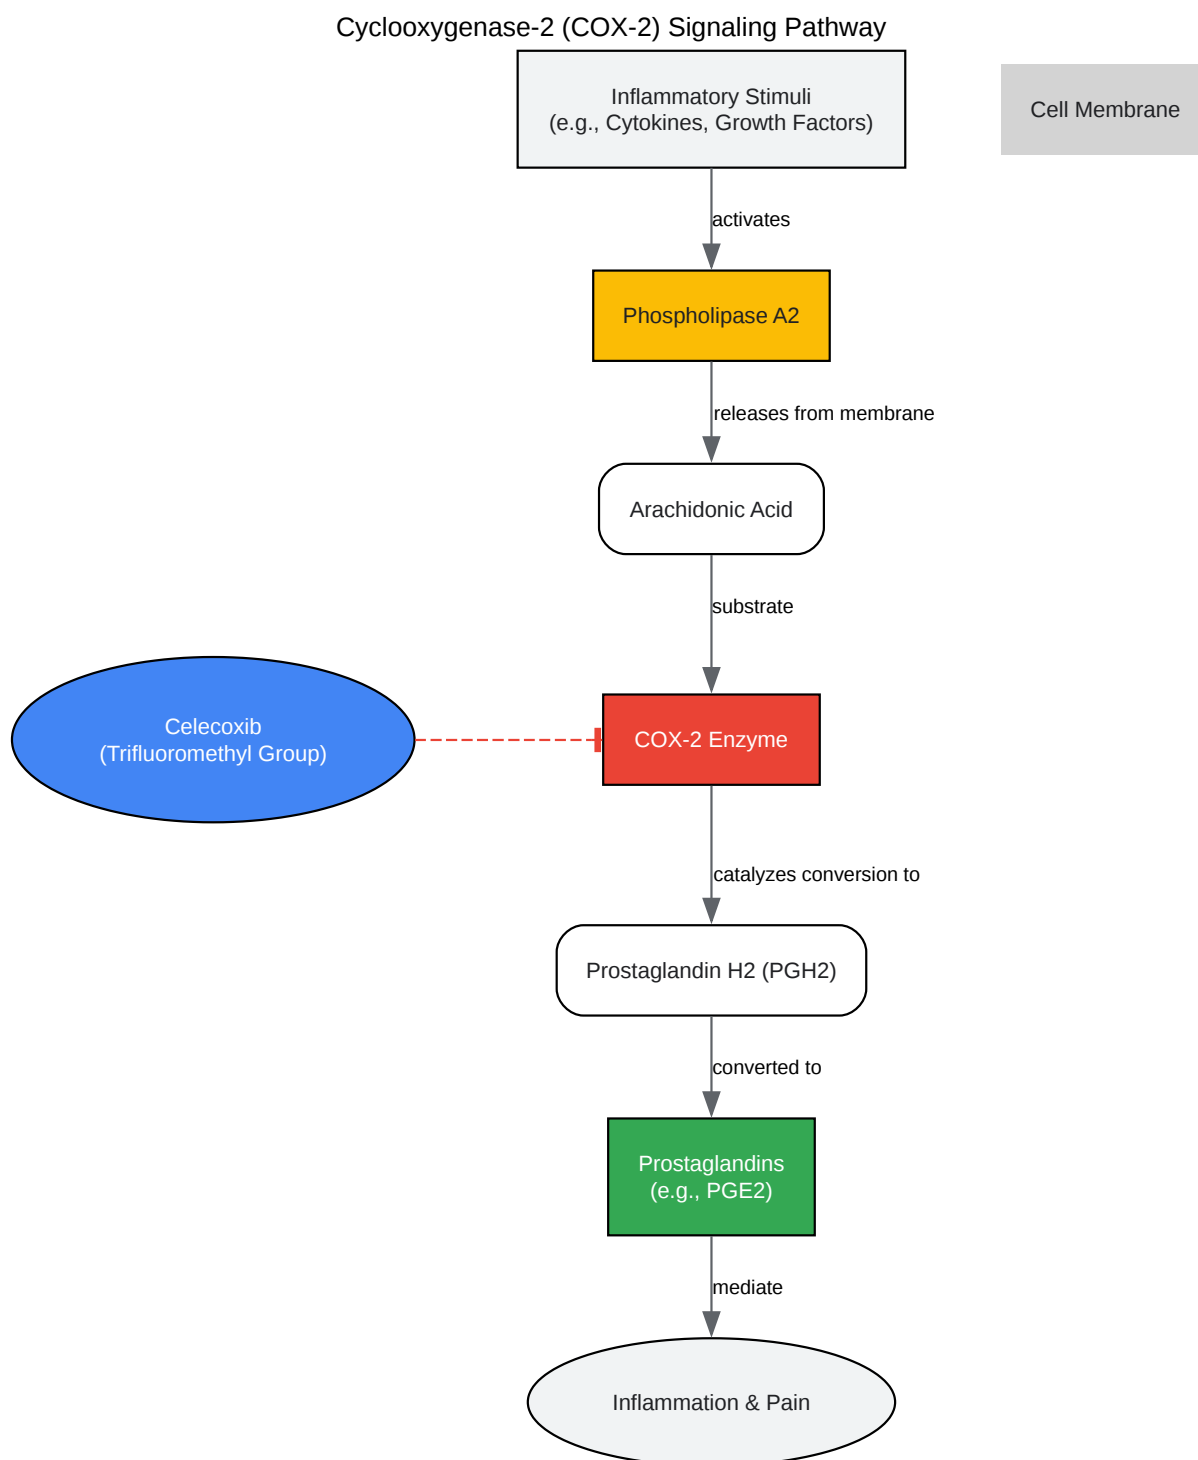 Cyclooxygenase-2 (COX-2) Signaling Pathway
Inflammatory Stimuli
(e.g., Cytokines, Growth Factors)
Cell Membrane
activates
Phospholipase A2
releases from membrane
Arachidonic Acid
substrate
Celecoxib
(Trifluoromethyl Group)
COX-2 Enzyme
catalyzes conversion to
Prostaglandin H2 (PGH2)
converted to
Prostaglandins
(e.g., PGE2)
mediate
Inflammation & Pain